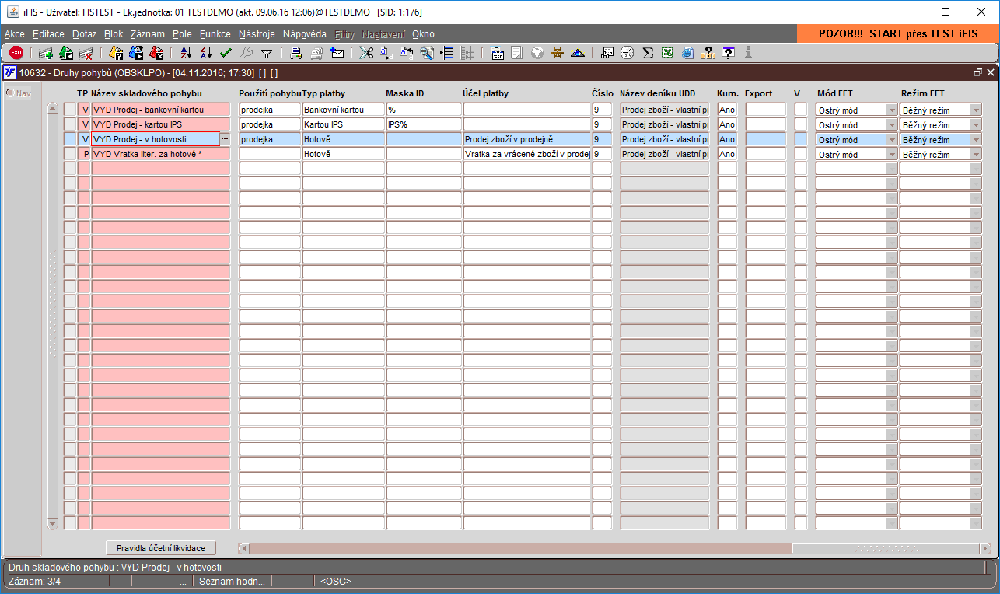 iFIS - Uživatel: FISTEST - Ek.jednotka: 01 TESTDEMO (akt. 09.06.16 12:06)@TESTDEMO [SID: 1:176]
Akce Editace Dotaz Blok Záznam Pole Funkce Nástroje Nápověda Filtry Nastavení Okno POZOR!!! START přes TEST iFIS
EXIT
10632 - Druhy pohybů (OBSKLPO) - [04.11.2016; 17:30] [ ] [ ]
Nav
TP Název skladového pohybu Použití pohybu Typ platby Maska ID Účel platby Číslo Název deníku UDD Kum. Export V Mód EET Režim EET
V VYD Prodej - bankovní kartou prodejka Bankovní kartou % 9 Prodej zboží - vlastní pr Ano Ostrý mód Běžný režim
V VYD Prodej - kartou IPS prodejka Kartou IPS IPS% 9 Prodej zboží - vlastní pr Ano Ostrý mód Běžný režim
V VYD Prodej - v hotovosti ... prodejka Hotově Prodej zboží v prodejně 9 Prodej zboží - vlastní pr Ano Ostrý mód Běžný režim
P VYD Vratka liter. za hotové * Hotově Vratka za vrácené zboží v prodej 9 Prodej zboží - vlastní pr Ano Ostrý mód Běžný režim
Pravidla účetní likvidace
Druh skladového pohybu : VYD Prodej - v hotovosti
Záznam: 3/4 ... Seznam hodn... <OSC>